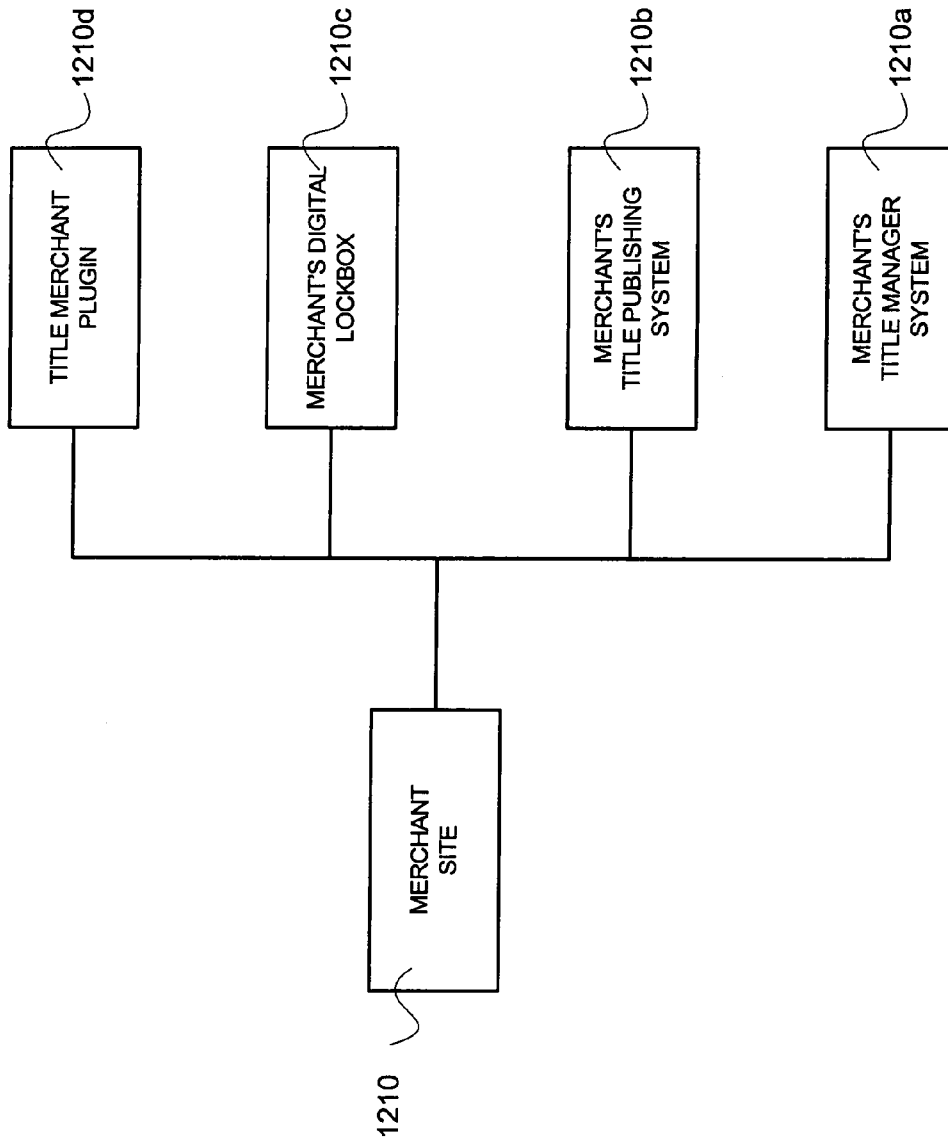 TITLE MERCHANT
PLUGIN
1210d
MERCHANT'S DIGITAL
LOCKBOX
1210c
MERCHANT'S
TITLE PUBLISHING
SYSTEM
1210b
MERCHANT'S
TITLE MANAGER
SYSTEM
1210a
MERCHANT
SITE
1210